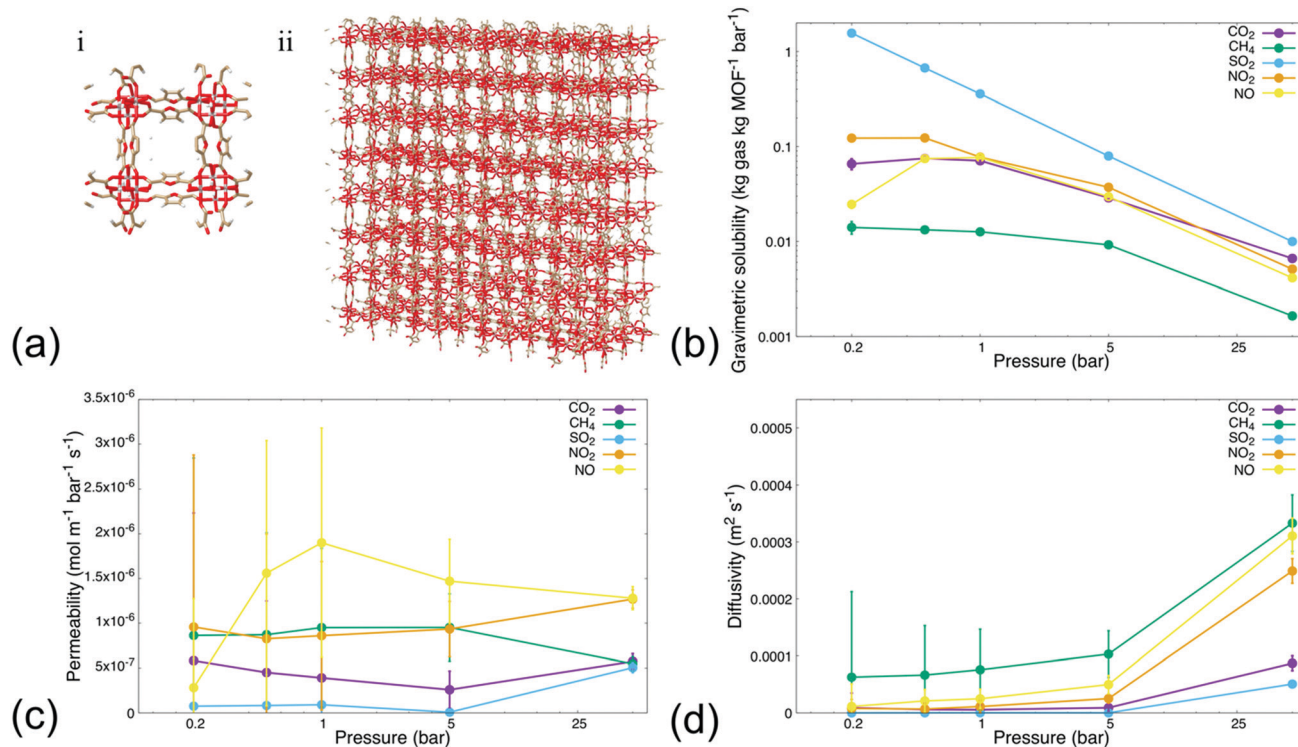 i
ii
(a)
Gravimetric solubility (kg gas kg MOF⁻¹ bar⁻¹)
1
0.1
0.01
0.001
0.2
1
5
25
Pressure (bar)
CO₂
CH₄
SO₂
NO₂
NO
(b)
Permeability (mol m⁻¹ bar⁻¹ s⁻¹)
3.5x10⁻⁶
3x10⁻⁶
2.5x10⁻⁶
2x10⁻⁶
1.5x10⁻⁶
1x10⁻⁶
5x10⁻⁷
0
0.2
1
5
25
Pressure (bar)
CO₂
CH₄
SO₂
NO₂
NO
(c)
Diffusivity (m² s⁻¹)
0.0005
0.0004
0.0003
0.0002
0.0001
0
0.2
1
5
25
Pressure (bar)
CO₂
CH₄
SO₂
NO₂
NO
(d)